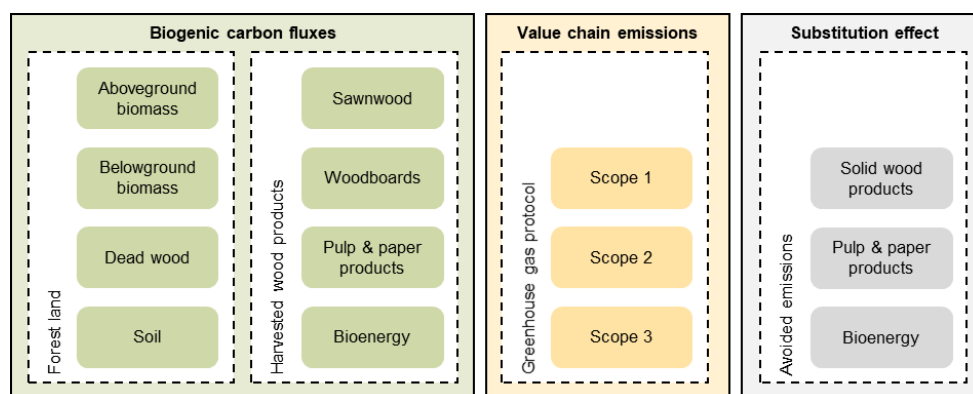 Biogenic carbon fluxes
Forest land
Aboveground
biomass
Belowground
biomass
Dead wood
Soil
Harvested wood products
Sawnwood
Woodboards
Pulp & paper
products
Bioenergy
Value chain emissions
Greenhouse gas protocol
Scope 1
Scope 2
Scope 3
Substitution effect
Avoided emissions
Solid wood
products
Pulp & paper
products
Bioenergy